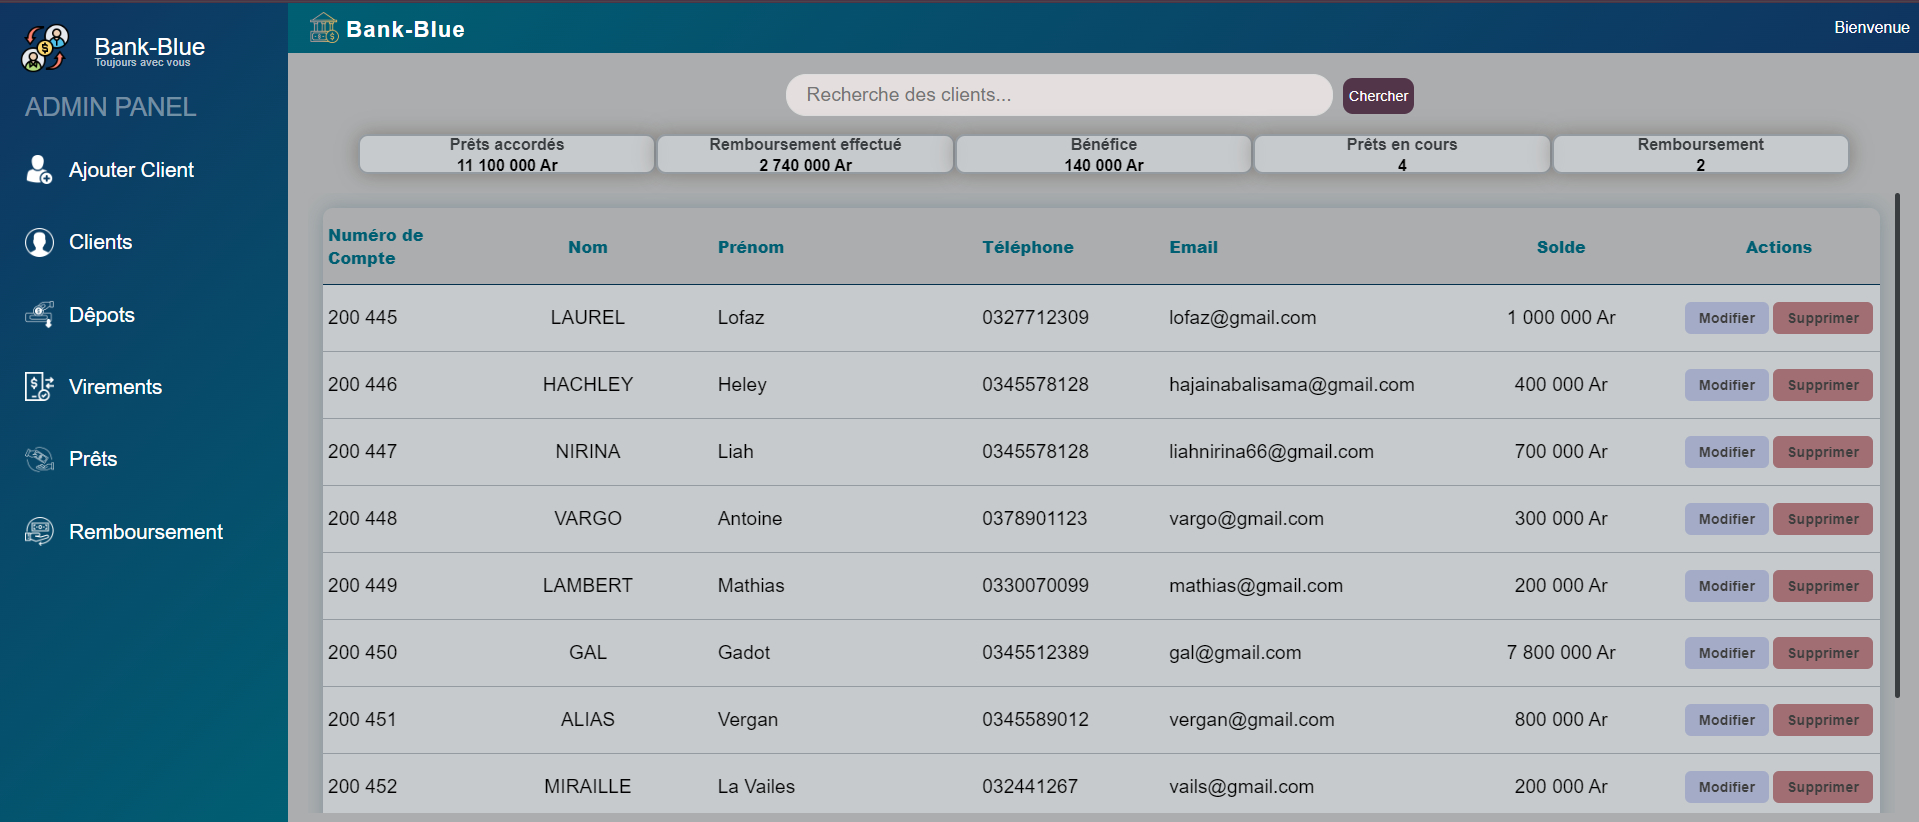 Bank-Blue
Toujours avec vous
ADMIN PANEL
Ajouter Client
Clients
Dêpots
Virements
Prêts
Remboursement
Bank-Blue
Bienvenue
Recherche des clients...
Chercher
Prêts accordés
11 100 000 Ar
Remboursement effectué
2 740 000 Ar
Bénéfice
140 000 Ar
Prêts en cours
4
Remboursement
2
Numéro de Compte Nom Prénom Téléphone Email Solde Actions
200 445 LAUREL Lofaz 0327712309 lofaz@gmail.com 1 000 000 Ar Modifier Supprimer
200 446 HACHLEY Heley 0345578128 hajainabalisama@gmail.com 400 000 Ar Modifier Supprimer
200 447 NIRINA Liah 0345578128 liahnirina66@gmail.com 700 000 Ar Modifier Supprimer
200 448 VARGO Antoine 0378901123 vargo@gmail.com 300 000 Ar Modifier Supprimer
200 449 LAMBERT Mathias 0330070099 mathias@gmail.com 200 000 Ar Modifier Supprimer
200 450 GAL Gadot 0345512389 gal@gmail.com 7 800 000 Ar Modifier Supprimer
200 451 ALIAS Vergan 0345589012 vergan@gmail.com 800 000 Ar Modifier Supprimer
200 452 MIRAILLE La Vailes 032441267 vails@gmail.com 200 000 Ar Modifier Supprimer